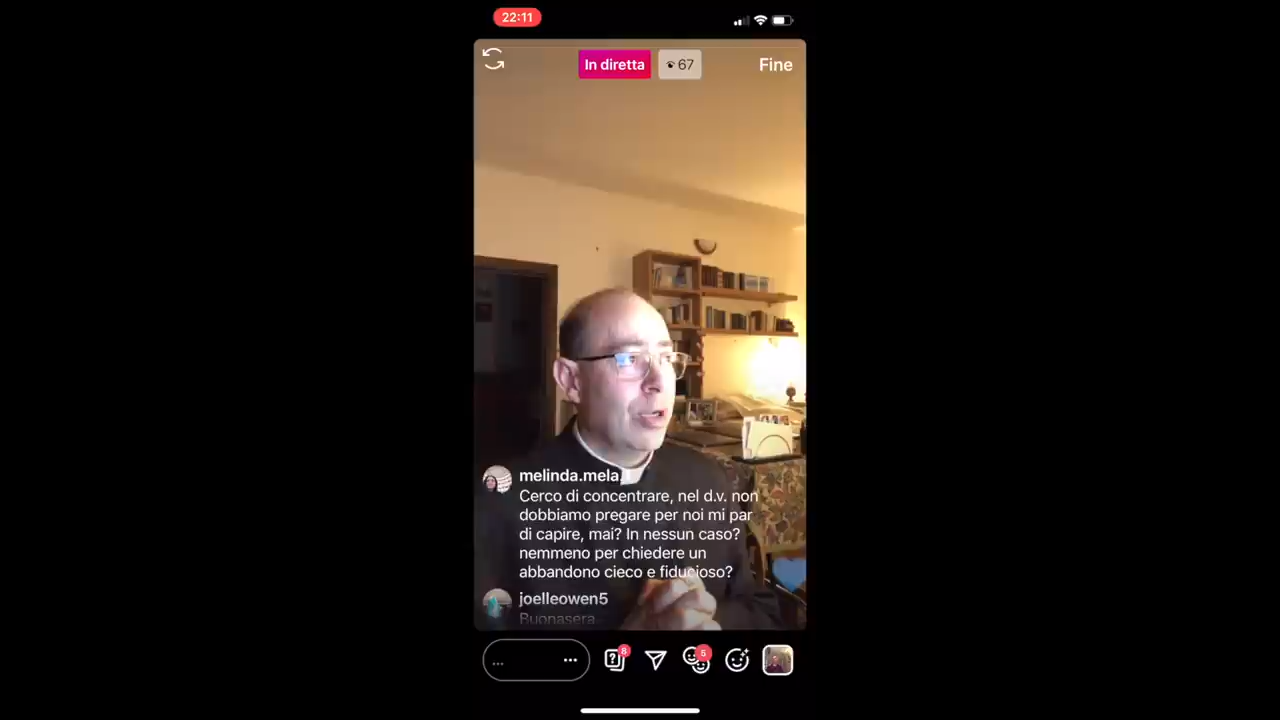 22:11
In diretta
67
Fine
melinda.mela.
Cerco di concentrare, nel d.v. non
dobbiamo pregare per noi mi par
di capire, mai? In nessun caso?
nemmeno per chiedere un
abbandono cieco e fiducioso?
joelleowen5
Buonasera
...
8
5